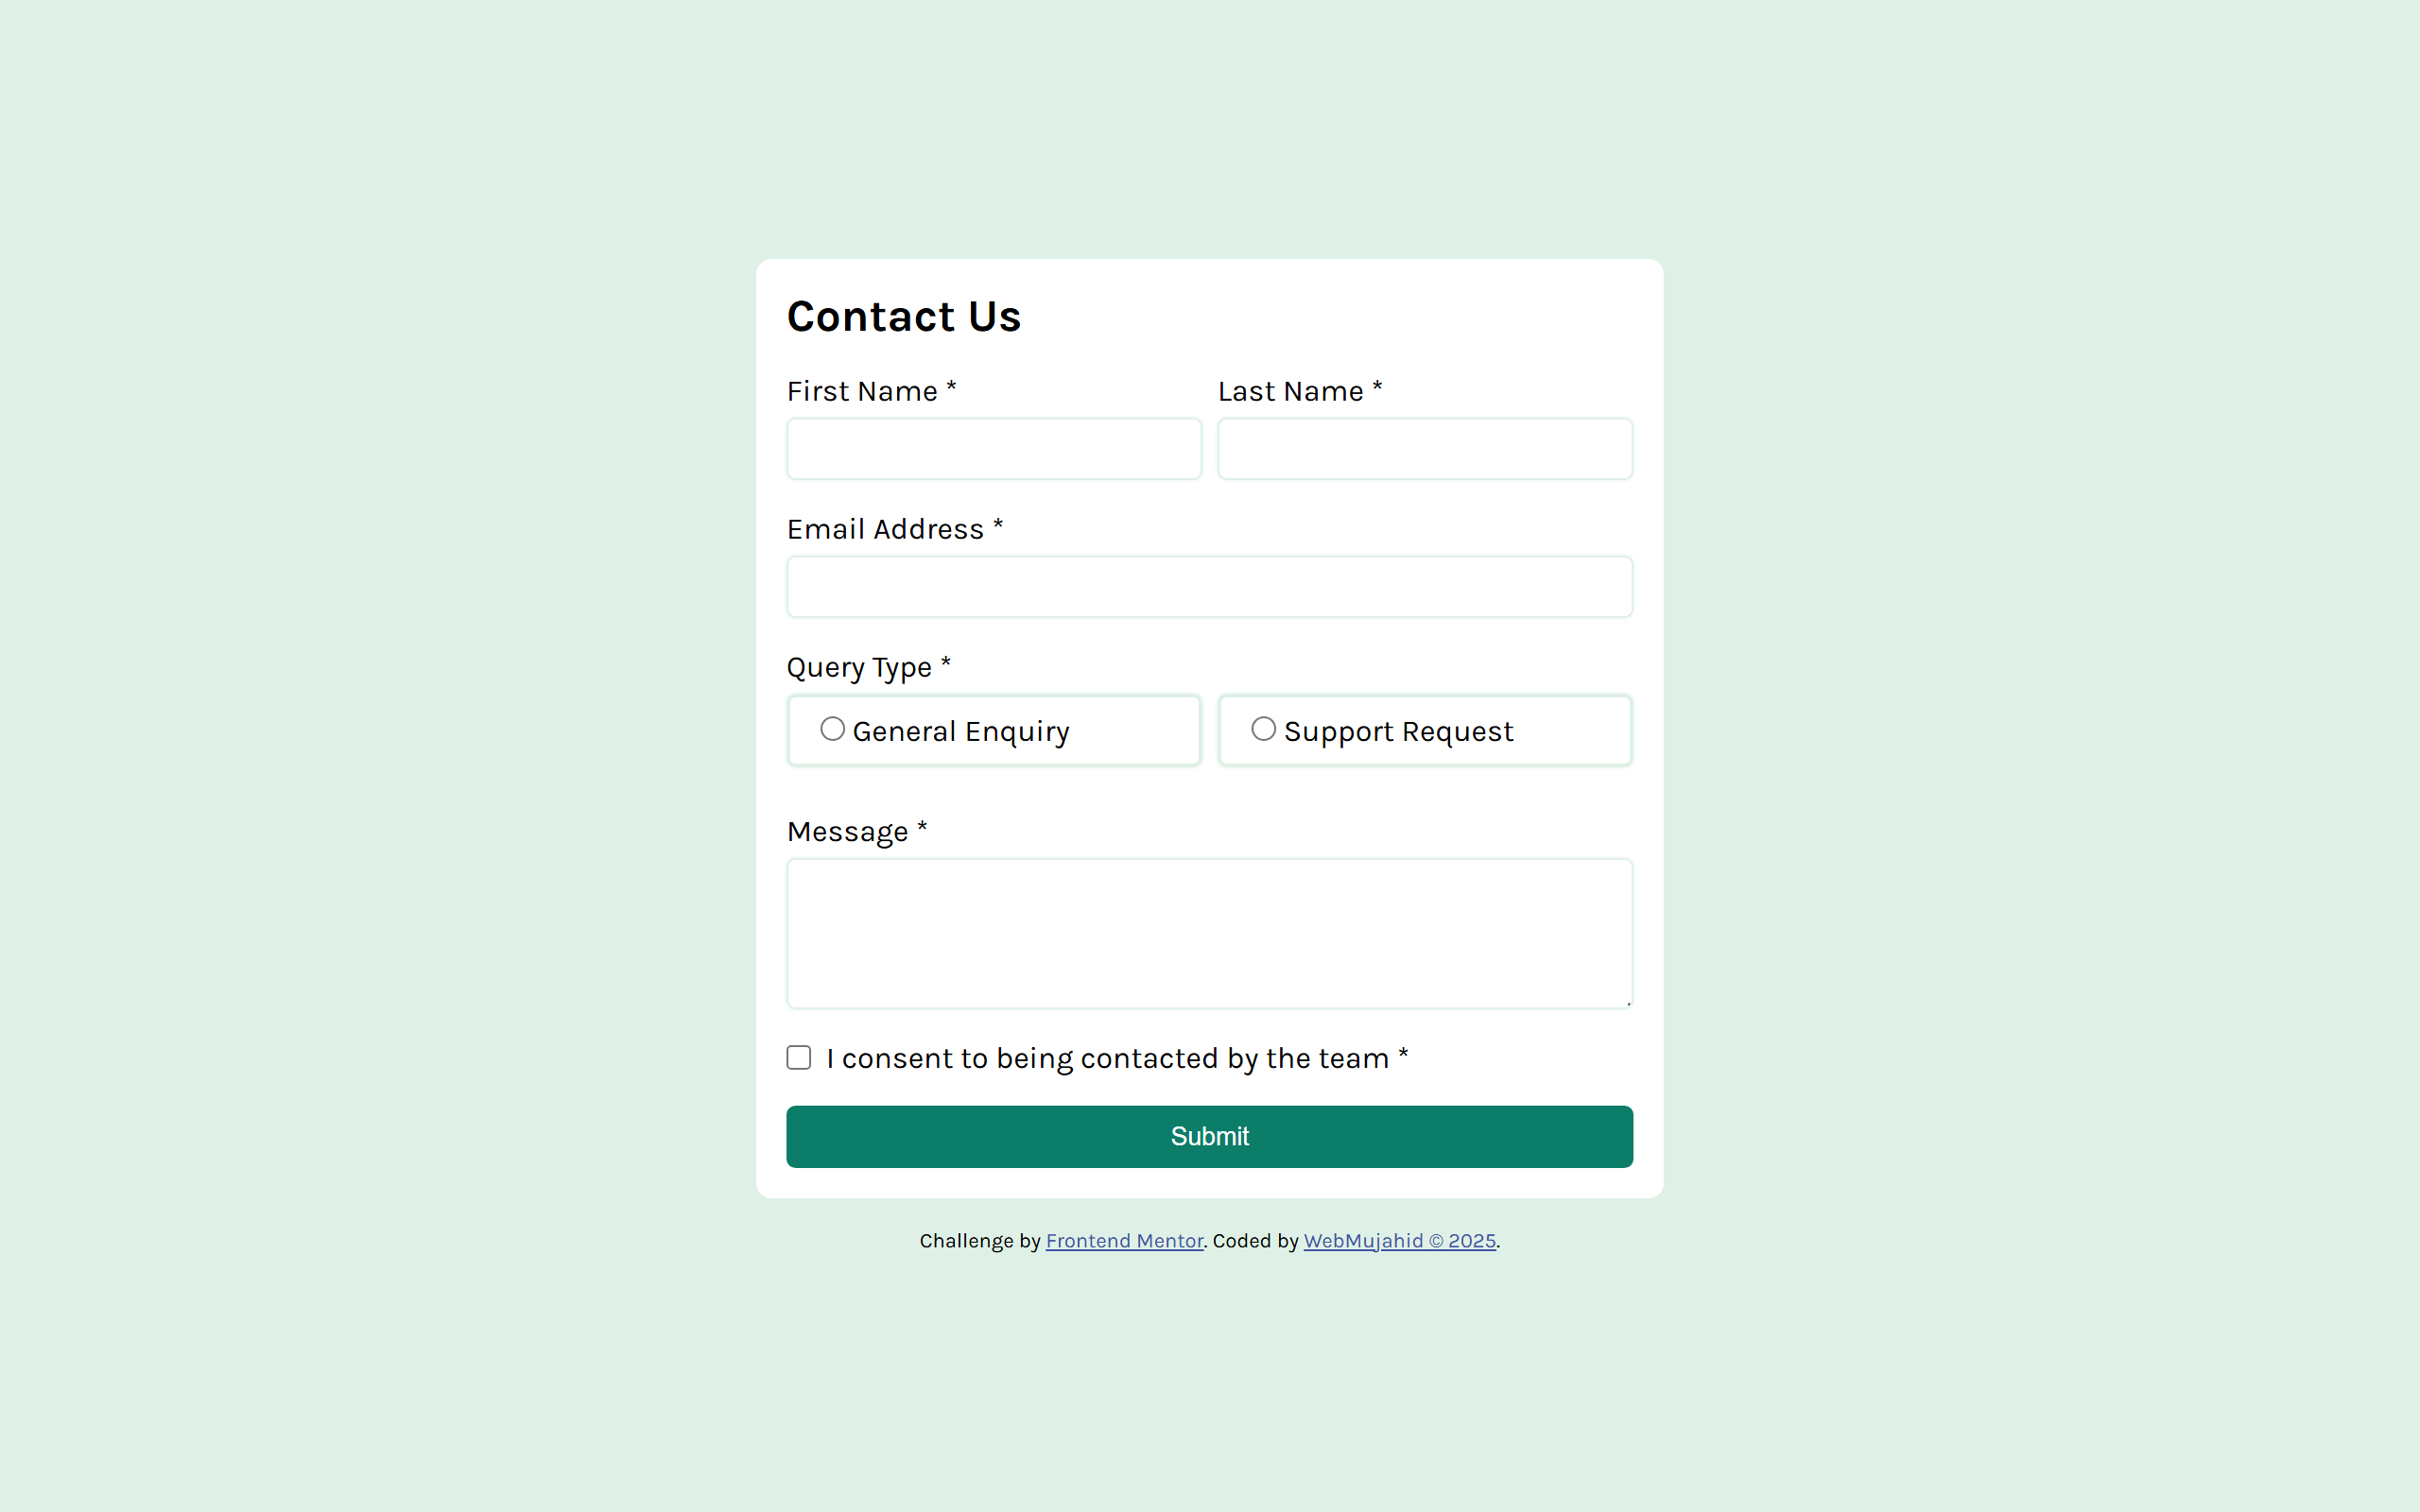 Contact Us
First Name * Last Name *
Email Address *
Query Type *
General Enquiry Support Request
Message *
I consent to being contacted by the team *
Submit
Challenge by Frontend Mentor. Coded by WebMujahid © 2025.